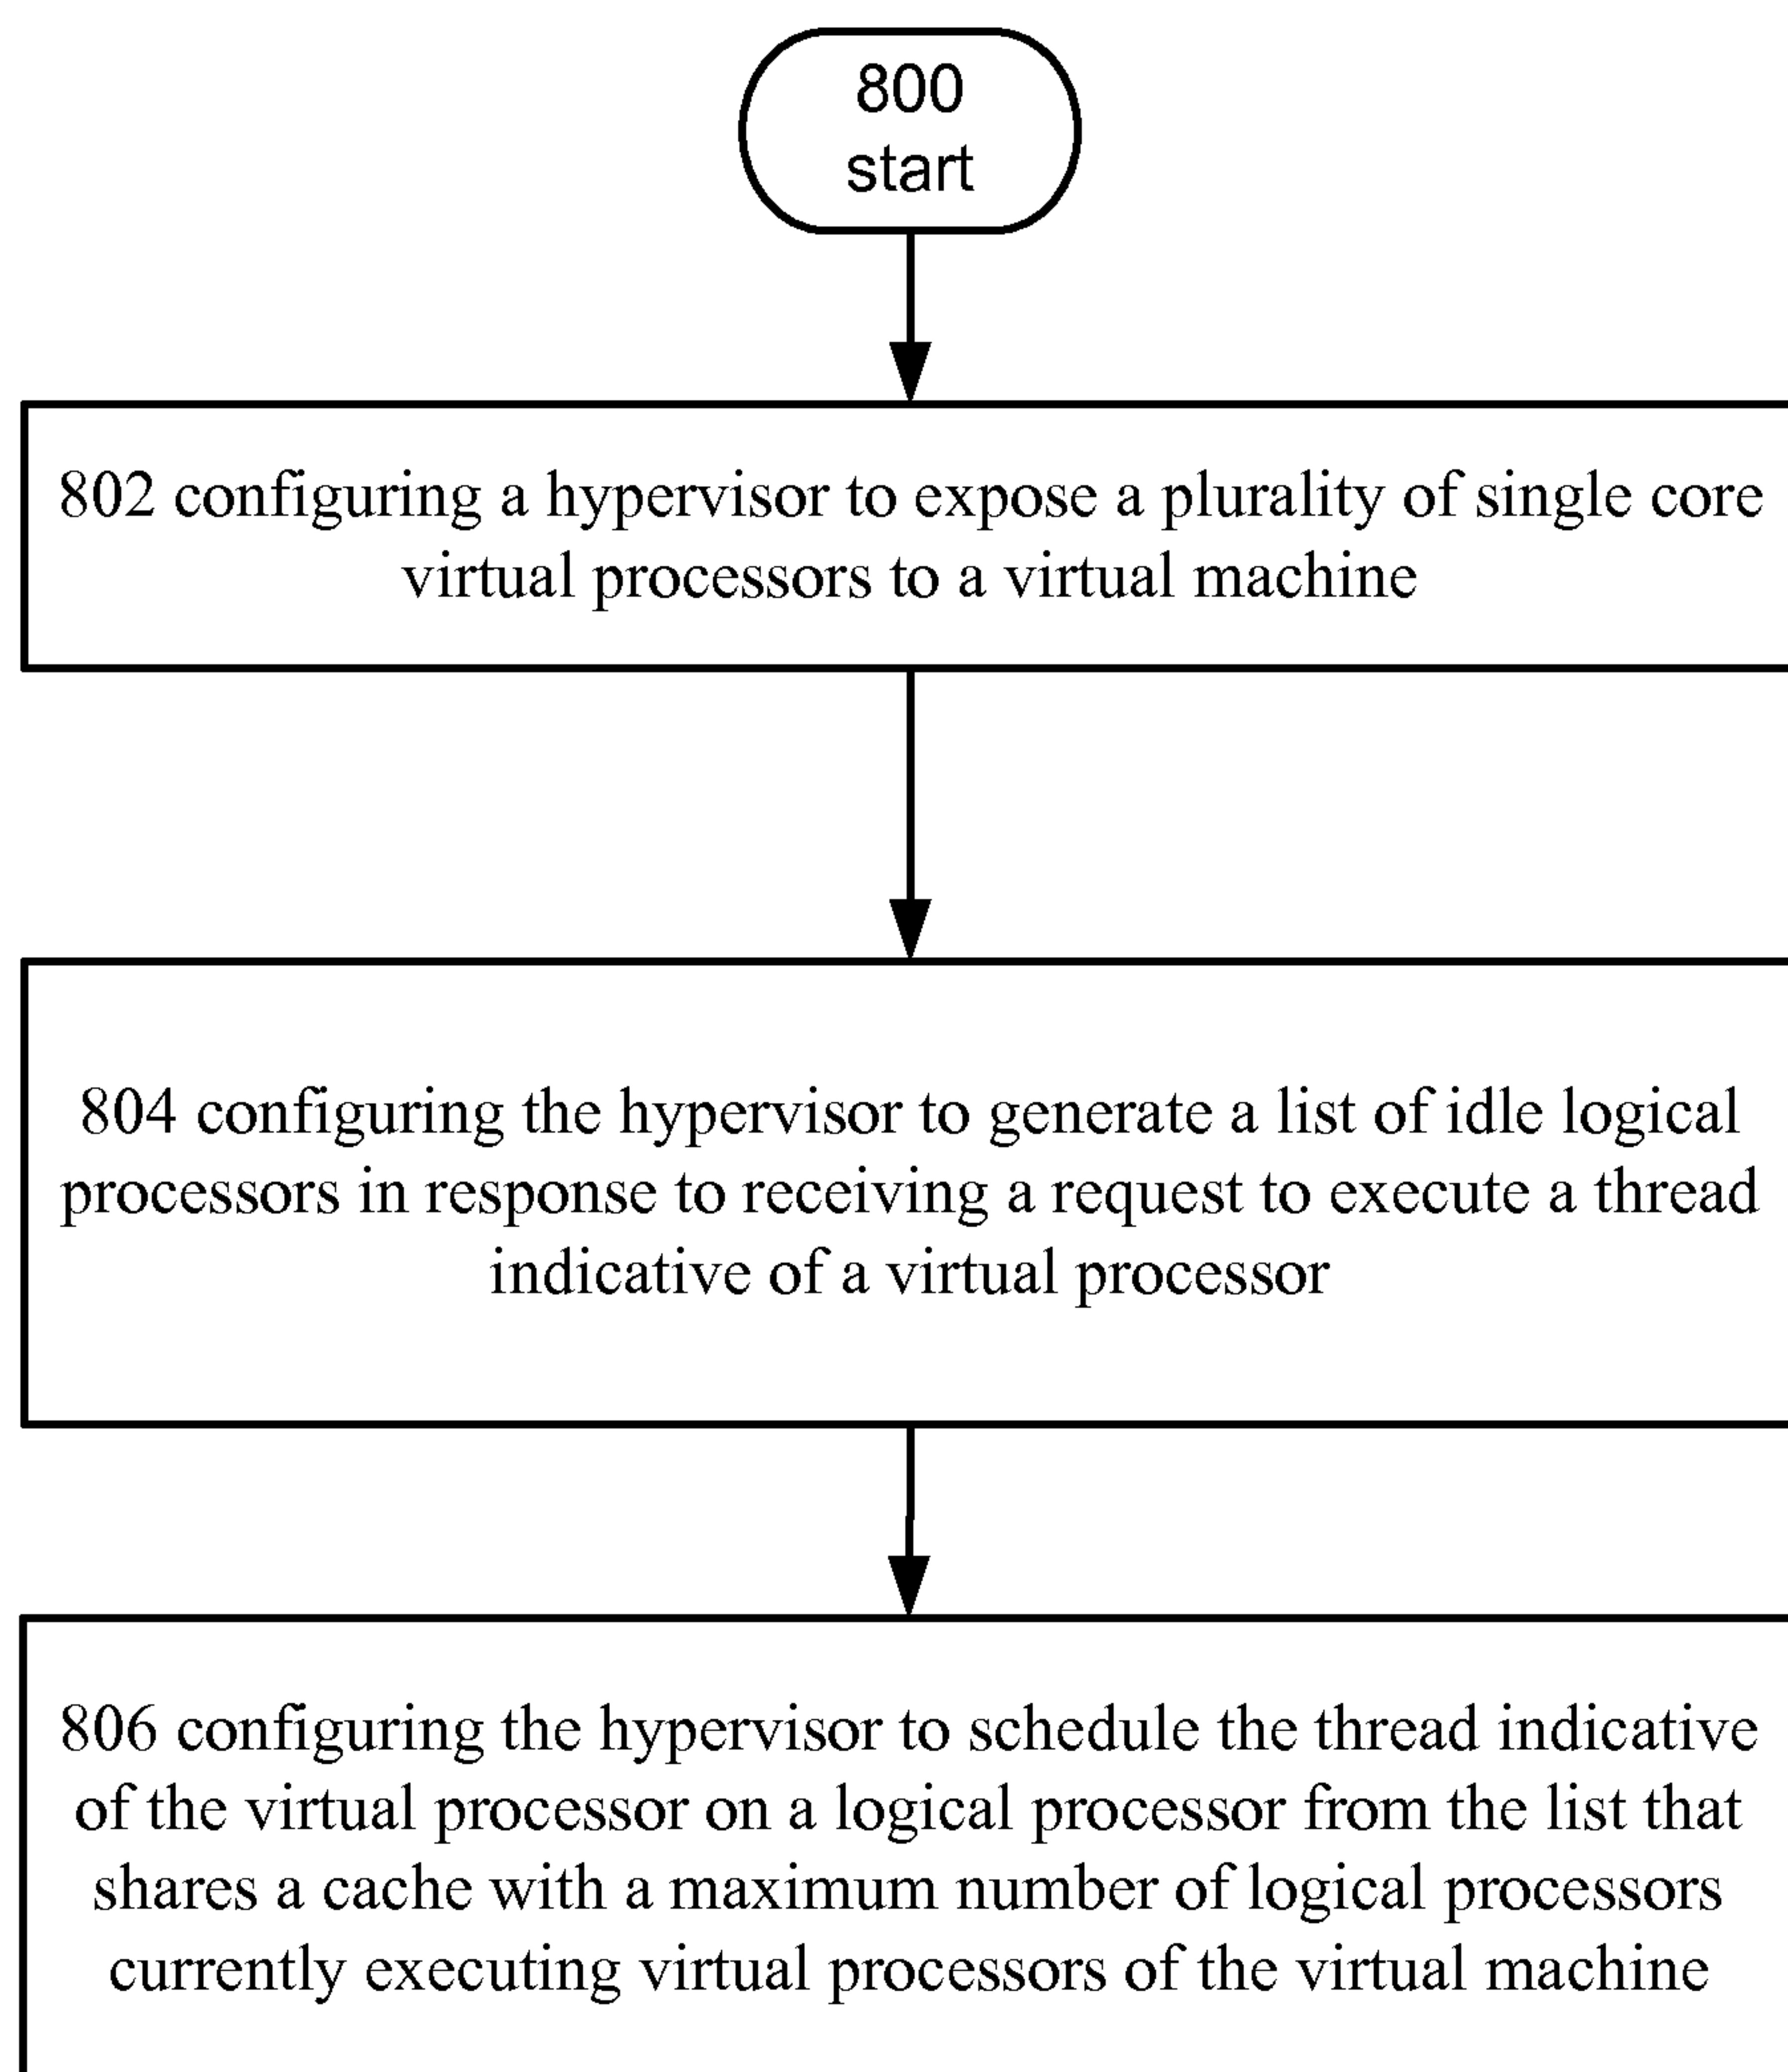 800
start
802 configuring a hypervisor to expose a plurality of single core
virtual processors to a virtual machine
804 configuring the hypervisor to generate a list of idle logical
processors in response to receiving a request to execute a thread
indicative of a virtual processor
806 configuring the hypervisor to schedule the thread indicative
of the virtual processor on a logical processor from the list that
shares a cache with a maximum number of logical processors
currently executing virtual processors of the virtual machine